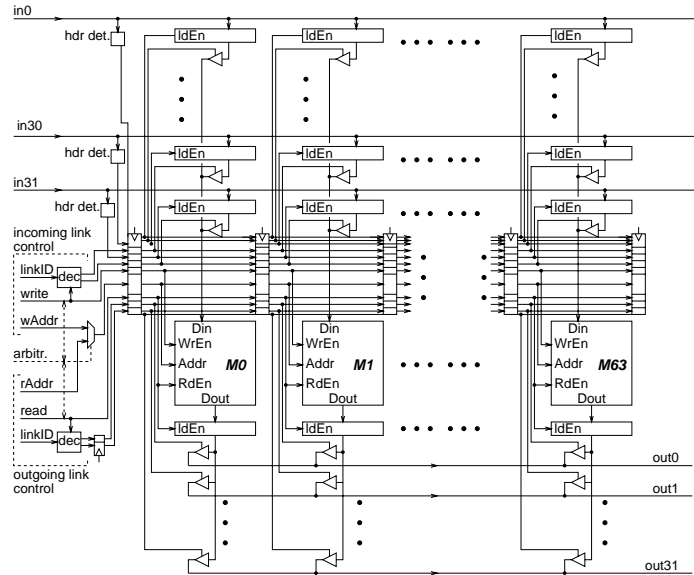 in0
hdr det.
ldEn ldEn ldEn
in30
hdr det.
ldEn ldEn ldEn
in31
hdr det.
ldEn ldEn ldEn
incoming link
control
linkID
dec
write
wAddr
arbitr.
rAddr
read
linkID
dec
outgoing link
control
Din Din Din
WrEn WrEn WrEn
Addr M0 Addr M1 Addr M63
RdEn RdEn RdEn
Dout Dout Dout
ldEn ldEn ldEn
out0
out1
out31